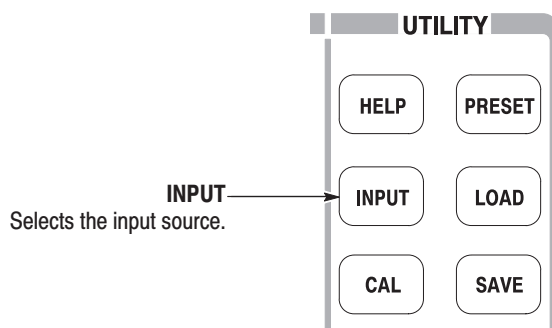 UTILITY
HELP PRESET
INPUT
Selects the input source.
INPUT LOAD
CAL SAVE